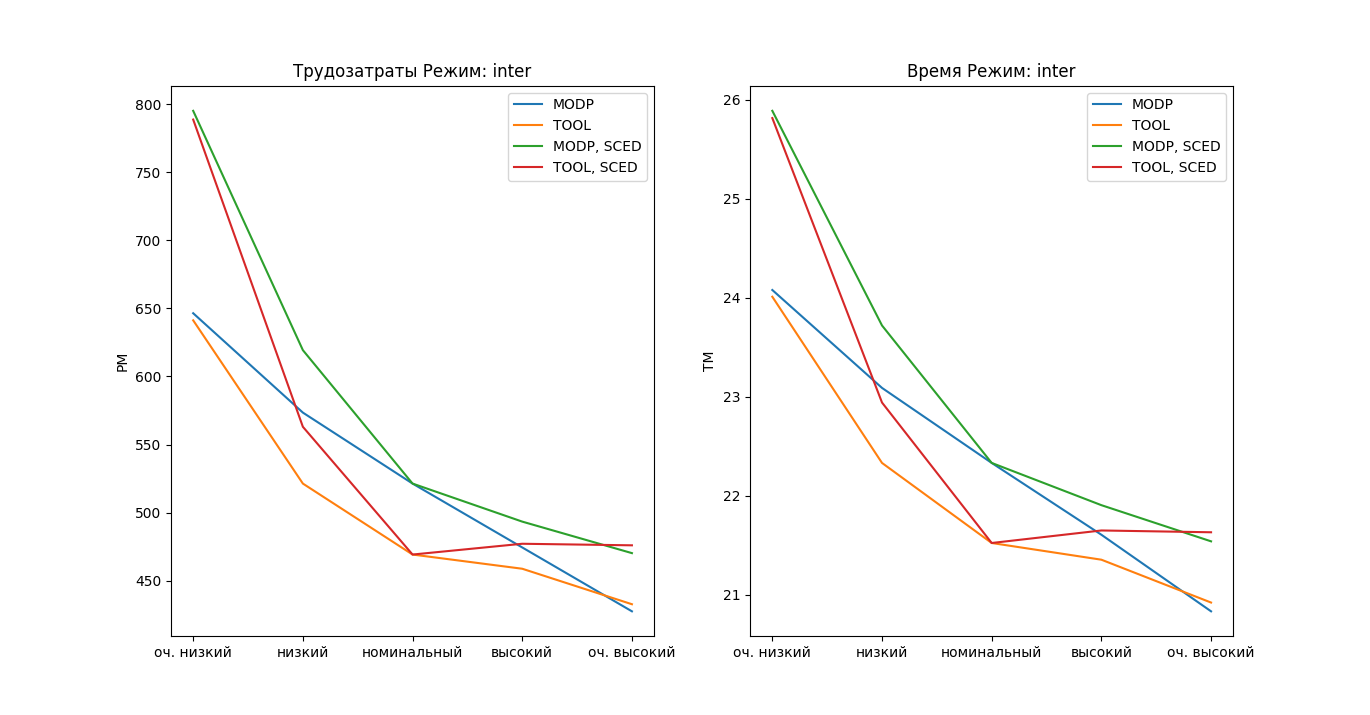 Трудозатраты Режим: inter
800
750
700
650
600
550
500
450
PM
оч. низкий
низкий
номинальный
высокий
оч. высокий
MODP
TOOL
MODP, SCED
TOOL, SCED
Время Режим: inter
26
25
24
23
22
21
TM
оч. низкий
низкий
номинальный
высокий
оч. высокий
MODP
TOOL
MODP, SCED
TOOL, SCED